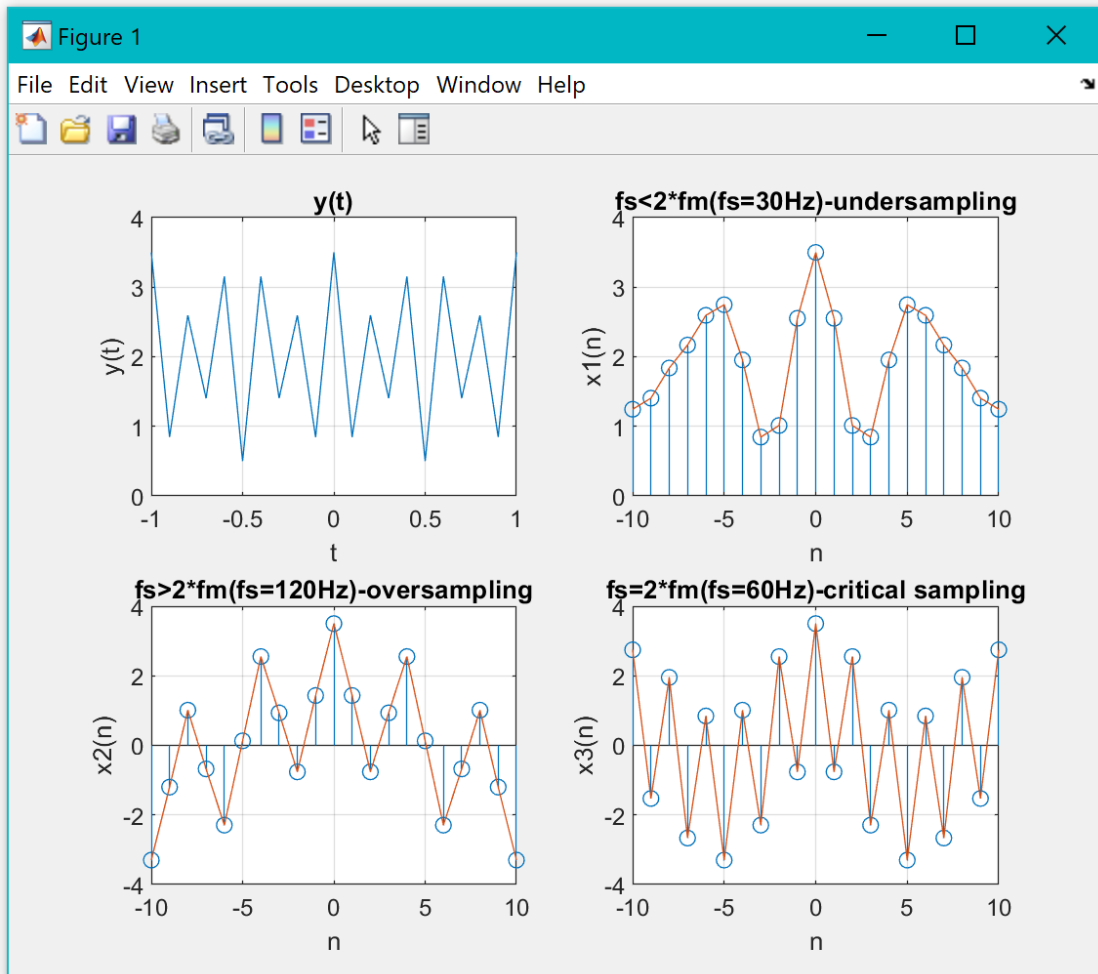 Figure 1
File Edit View Insert Tools Desktop Window Help
y(t)
4
3
2
1
0
y(t)
-1 -0.5 0 0.5 1
t
fs<2*fm(fs=30Hz)-undersampling
4
3
2
1
0
x1(n)
-10 -5 0 5 10
n
fs>2*fm(fs=120Hz)-oversampling
4
2
0
-2
-4
x2(n)
-10 -5 0 5 10
n
fs=2*fm(fs=60Hz)-critical sampling
4
2
0
-2
-4
x3(n)
-10 -5 0 5 10
n